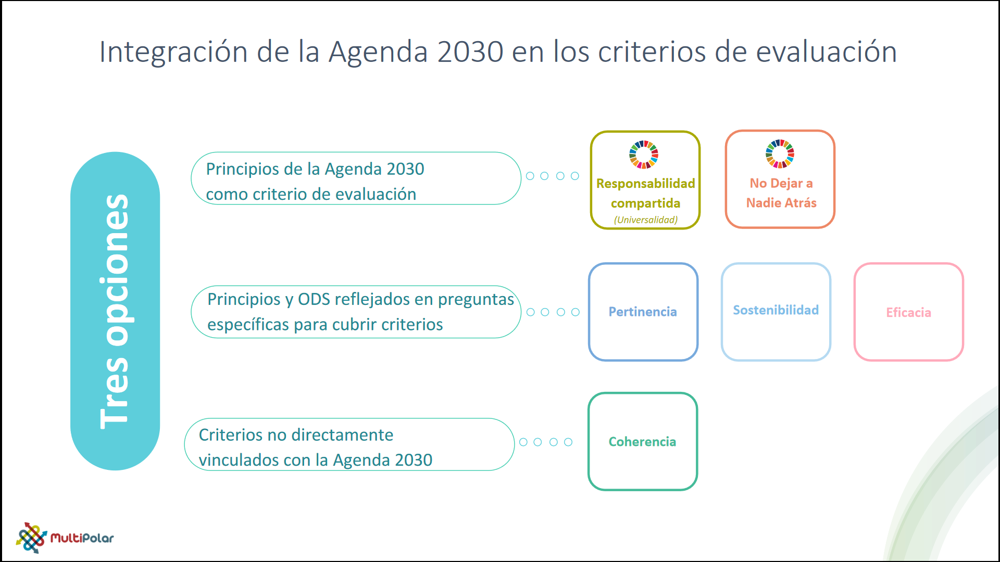 Integración de la Agenda 2030 en los criterios de evaluación
Tres opciones
Principios de la Agenda 2030
como criterio de evaluación
Responsabilidad
compartida
(Universalidad)
No Dejar a
Nadie Atrás
Principios y ODS reflejados en preguntas
específicas para cubrir criterios
Pertinencia
Sostenibilidad
Eficacia
Criterios no directamente
vinculados con la Agenda 2030
Coherencia
MultiPolar